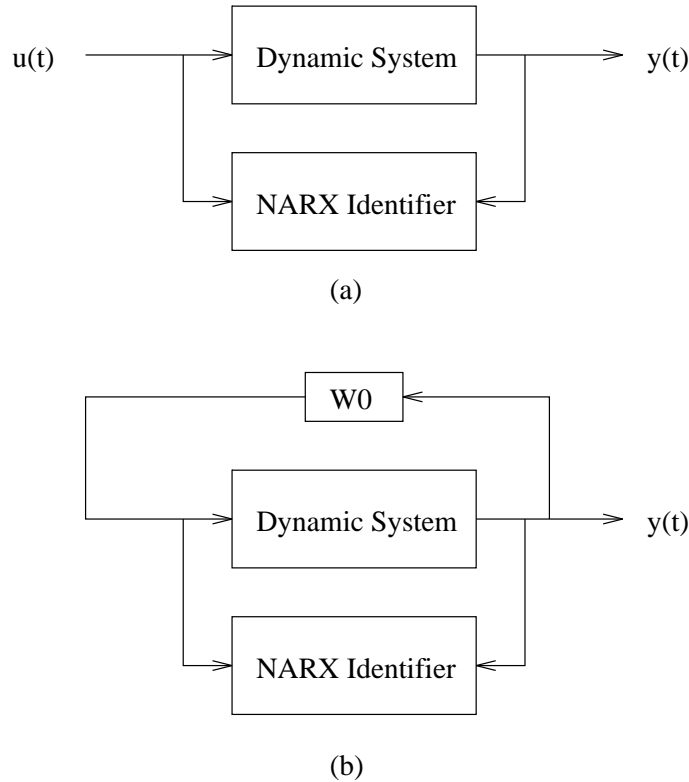 u(t)
Dynamic System
y(t)
NARX Identifier
(a)
W0
Dynamic System
y(t)
NARX Identifier
(b)